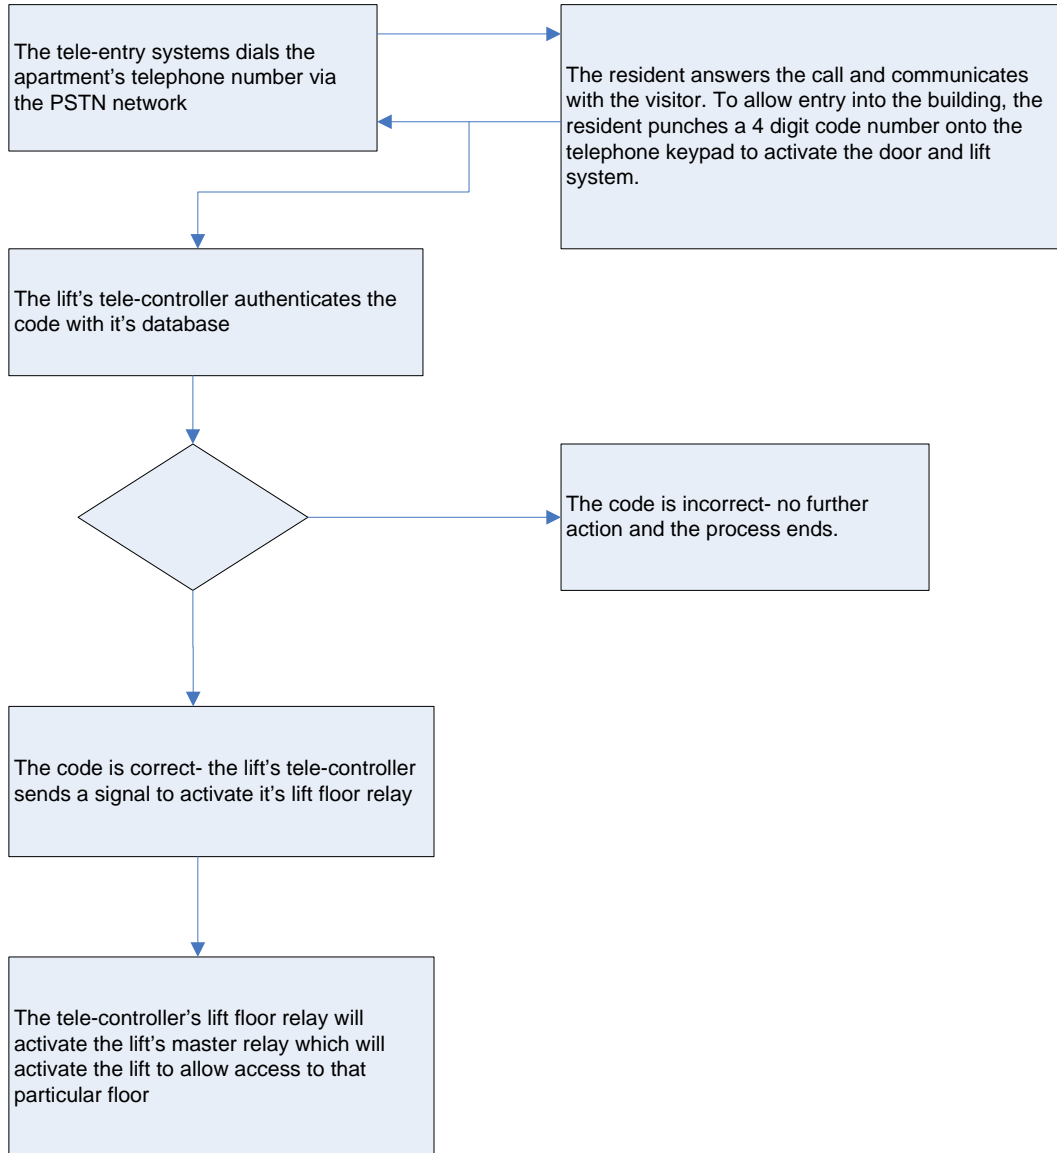 The tele-entry systems dials the
apartment's telephone number via
the PSTN network
The resident answers the call and communicates
with the visitor. To allow entry into the building, the
resident punches a 4 digit code number onto the
telephone keypad to activate the door and lift
system.
The lift's tele-controller authenticates the
code with it's database
The code is incorrect- no further
action and the process ends.
The code is correct- the lift's tele-controller
sends a signal to activate it's lift floor relay
The tele-controller's lift floor relay will
activate the lift's master relay which will
activate the lift to allow access to that
particular floor